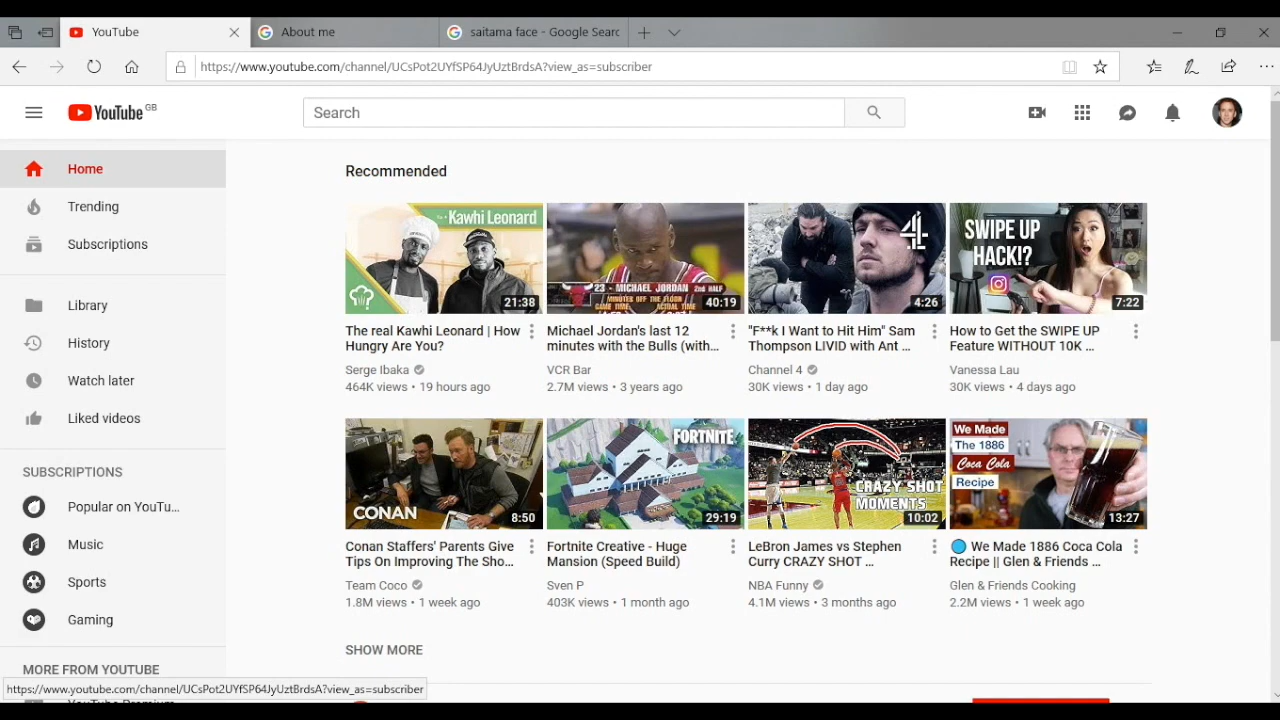 YouTube
About me
saitama face - Google Searc
https://www.youtube.com/channel/UCsPot2UYfSP64JyUztBrdsA?view_as=subscriber
YouTube GB
Search
Home
Trending
Subscriptions
Library
History
Watch later
Liked videos
SUBSCRIPTIONS
Popular on YouTu...
Music
Sports
Gaming
MORE FROM YOUTUBE
YouTube Premium
https://www.youtube.com/channel/UCsPot2UYfSP64JyUztBrdsA?view_as=subscriber
Recommended
Kawhi Leonard
21:38
The real Kawhi Leonard | How
Hungry Are You?
Serge Ibaka
464K views • 19 hours ago
23 - MICHAEL JORDAN 2nd HALF
MINUTES OFF THE FLOOR
GAME TIME ACTUAL TIME
40:19
Michael Jordan's last 12
minutes with the Bulls (with...
VCR Bar
2.7M views • 3 years ago
4
4:26
"F**k I Want to Hit Him" Sam
Thompson LIVID with Ant ...
Channel 4
30K views • 1 day ago
SWIPE UP
HACK!?
7:22
How to Get the SWIPE UP
Feature WITHOUT 10K ...
Vanessa Lau
30K views • 4 days ago
CONAN
8:50
Conan Staffers' Parents Give
Tips On Improving The Sho...
Team Coco
1.8M views • 1 week ago
FORTNITE
29:19
Fortnite Creative - Huge
Mansion (Speed Build)
Sven P
403K views • 1 month ago
CRAZY SHOT
MOMENTS
10:02
LeBron James vs Stephen
Curry CRAZY SHOT ...
NBA Funny
4.1M views • 3 months ago
We Made
The 1886
Coca Cola
Recipe
13:27
We Made 1886 Coca Cola
Recipe || Glen & Friends ...
Glen & Friends Cooking
2.2M views • 1 week ago
SHOW MORE